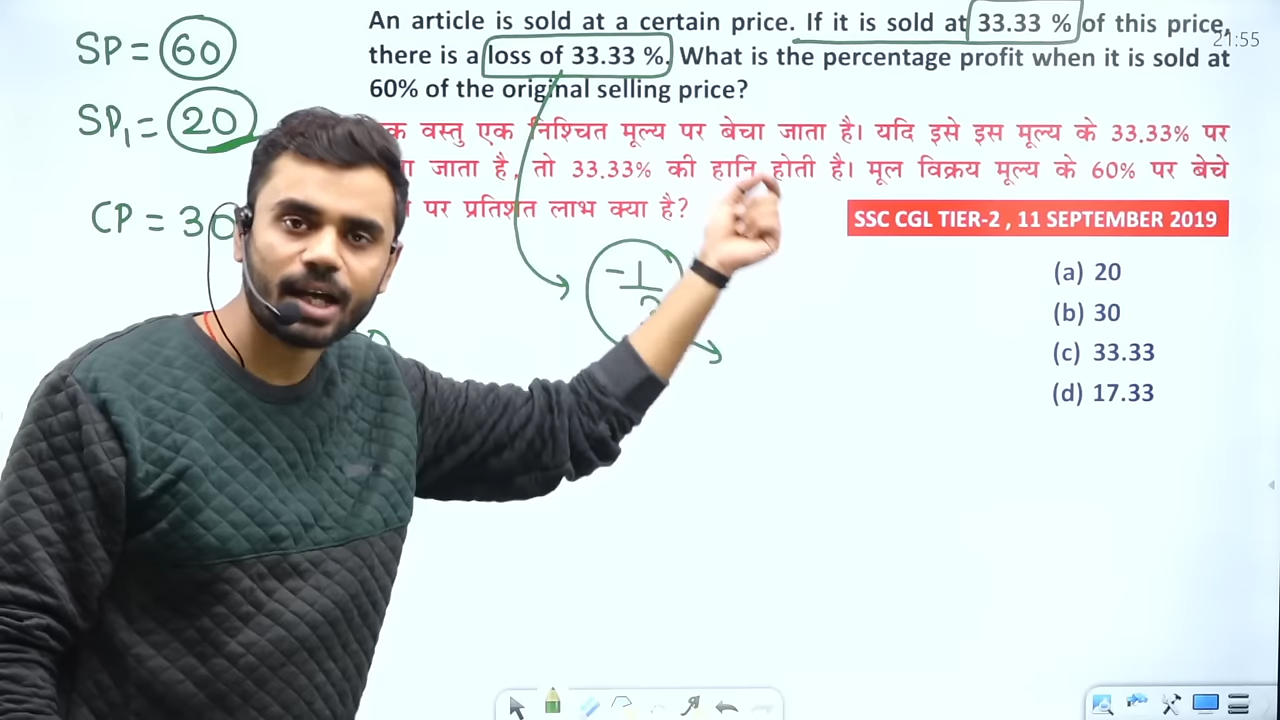 SP = 60
SP₁ = 20
CP = 30
An article is sold at a certain price. If it is sold at 33.33 % of this price,
there is a loss of 33.33 %. What is the percentage profit when it is sold at
60% of the original selling price?
वस्तु एक निश्चित मूल्य पर बेचा जाता है। यदि इसे इस मूल्य के 33.33% पर
जाता है, तो 33.33% की हानि होती है। मूल विक्रय मूल्य के 60% पर बेचे
पर प्रतिशत लाभ क्या है?
SSC CGL TIER-2 , 11 SEPTEMBER 2019
-1
(a) 20
(b) 30
(c) 33.33
(d) 17.33
21:55